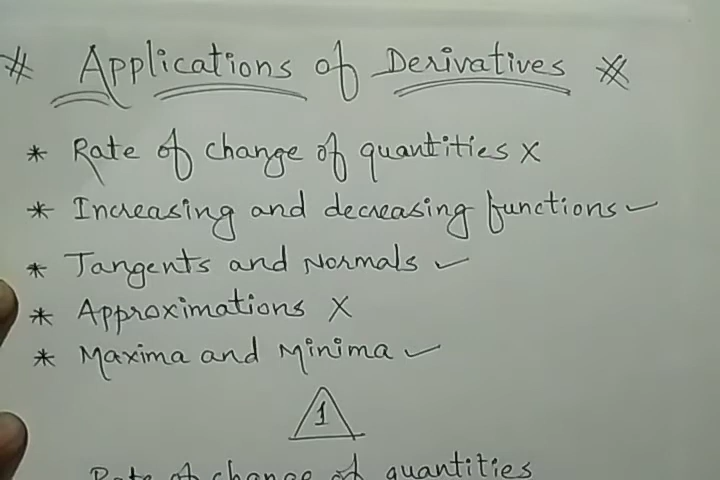 # Applications of Derivatives #
* Rate of change of quantities ×
* Increasing and decreasing functions ✓
* Tangents and Normals ✓
* Approximations ×
* Maxima and Minima ✓
1
Rate of change of quantities